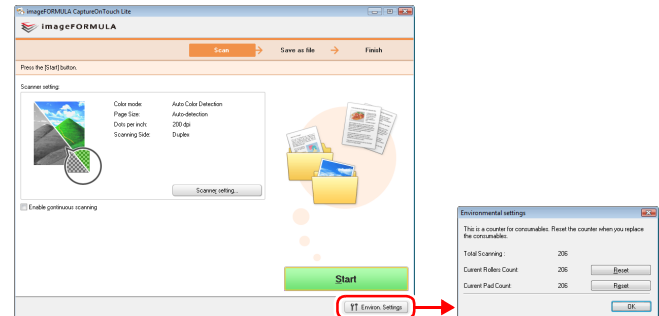 imageFORMULA CaptureOnTouch Lite
imageFORMULA
Scan
Save as file
Finish
Press the [Start] button.
Scanner setting:
Color mode: Auto Color Detection
Page Size: Auto-detection
Dots per inch: 200 dpi
Scanning Side: Duplex
Scanner setting...
Enable continuous scanning
Start
Environ. Settings
Environmental settings
This is a counter for consumables. Reset the counter when you replace
the consumables.
Total Scanning : 206
Current Rollers Count 206 Reset
Current Pad Count 206 Reset
OK